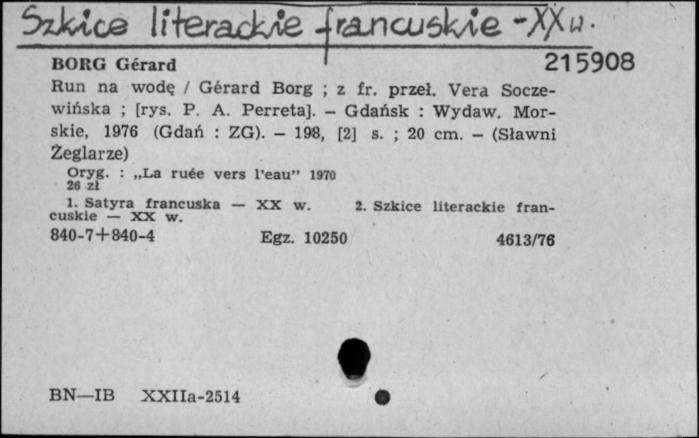 Szkice literackie francuskie - XX w.
BORG Gérard 215908
Run na wodę / Gérard Borg ; z fr. przeł. Vera Socze-
wińska ; [rys. P. A. Perreta]. — Gdańsk : Wydaw. Mor-
skie, 1976 (Gdań : ZG). — 198, [2] s. ; 20 cm. — (Sławni
Żeglarze)
Oryg. : „La ruée vers l'eau" 1970
26 zł
1. Satyra francuska — XX w. 2. Szkice literackie fran-
cuskie — XX w.
840-7+840-4 Egz. 10250 4613/76
BN—IB XXIIa-2514